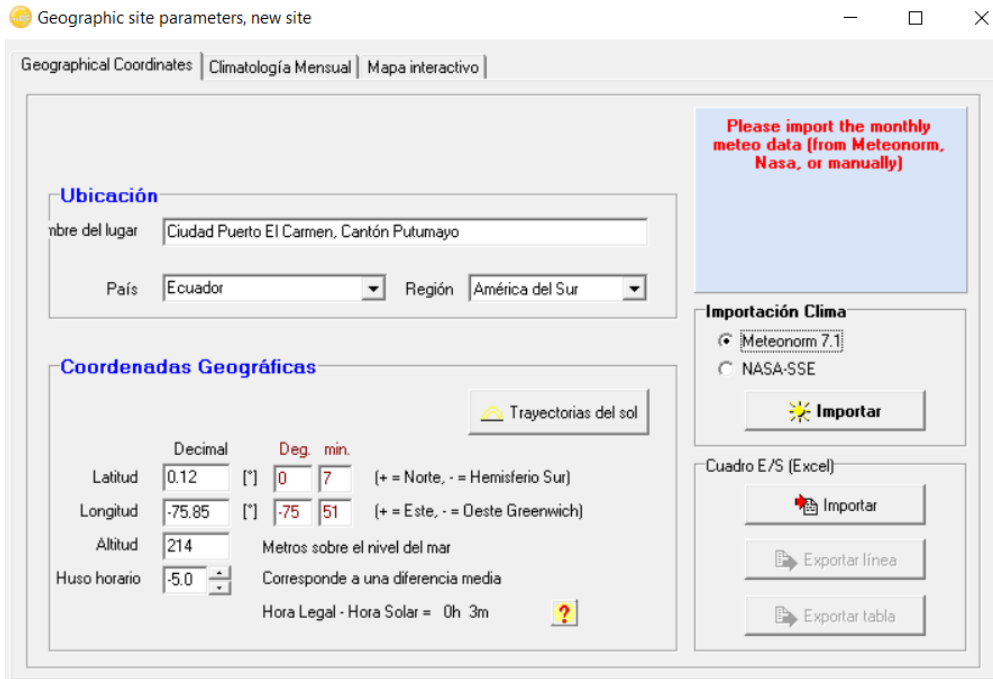 Geographic site parameters, new site
Geographical Coordinates Climatología Mensual Mapa interactivo
Please import the monthly
meteo data (from Meteonorm,
Nasa, or manually)
Ubicación
mbre del lugar Ciudad Puerto El Carmen, Cantón Putumayo
País Ecuador Región América del Sur
Importación Clima
Meteonorm 7.1
NASA-SSE
Importar
Coordenadas Geográficas
Trayectorias del sol
Decimal Deg. min.
Latitud 0.12 [°] 0 7 (+ = Norte, - = Hemisferio Sur)
Longitud -75.85 [°] -75 51 (+ = Este, - = Oeste Greenwich)
Altitud 214 Metros sobre el nivel del mar
Huso horario -5.0 Corresponde a una diferencia media
Hora Legal - Hora Solar = 0h 3m ?
Cuadro E/S (Excel)
Importar
Exportar línea
Exportar tabla